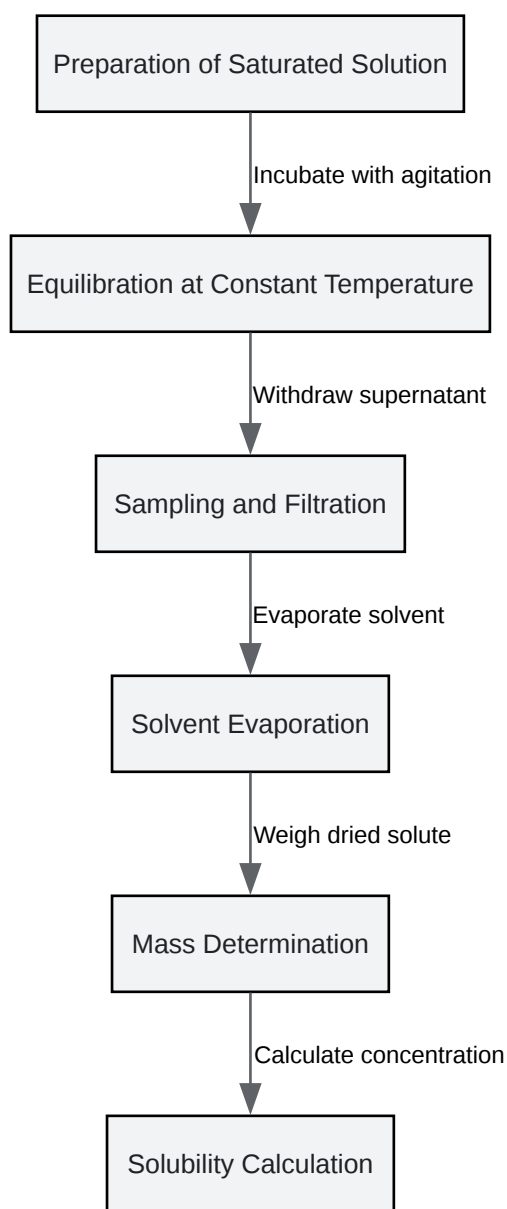 Preparation of Saturated Solution
Incubate with agitation
Equilibration at Constant Temperature
Withdraw supernatant
Sampling and Filtration
Evaporate solvent
Solvent Evaporation
Weigh dried solute
Mass Determination
Calculate concentration
Solubility Calculation